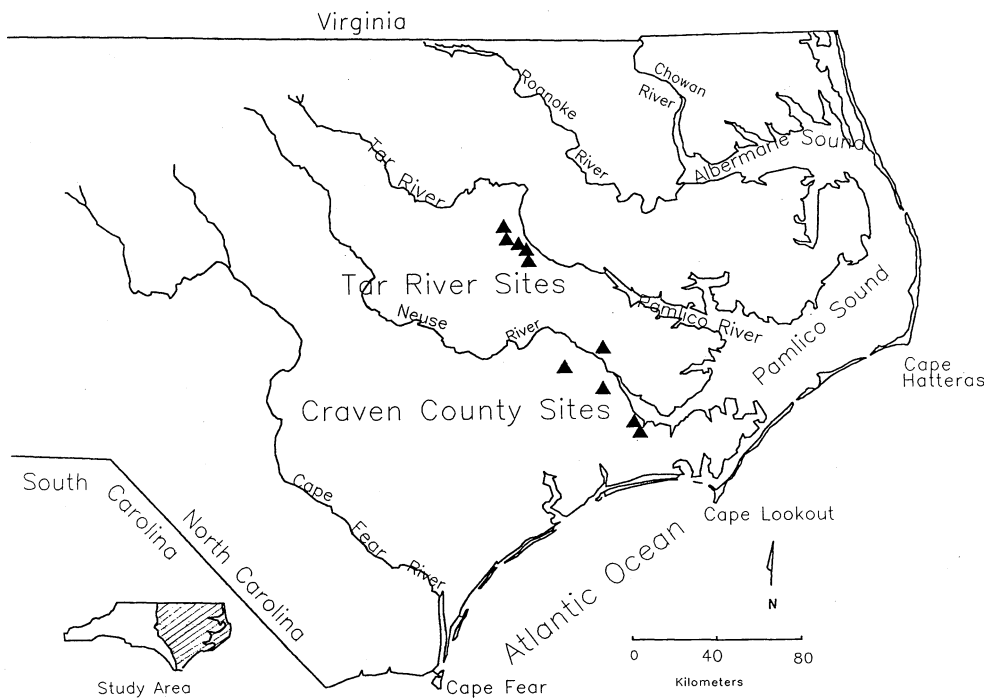 Virginia
Roanoke
River
Chowan
River
Albermarle Sound
Tar River
Tar River Sites
Neuse
River
Pamlico River
Pamlico Sound
Cape
Hatteras
Craven County Sites
South
Carolina
North Carolina
Cape
Fear
River
Cape Lookout
Atlantic Ocean
N
0 40 80
Kilometers
Study Area
Cape Fear